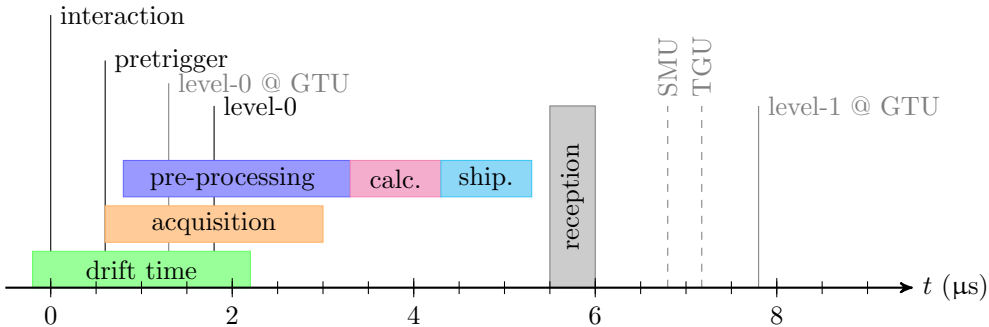 interaction
pretrigger
level-0 @ GTU
level-0
SMU
TGU
level-1 @ GTU
pre-processing
calc.
ship.
reception
acquisition
drift time
t (μs)
0
2
4
6
8